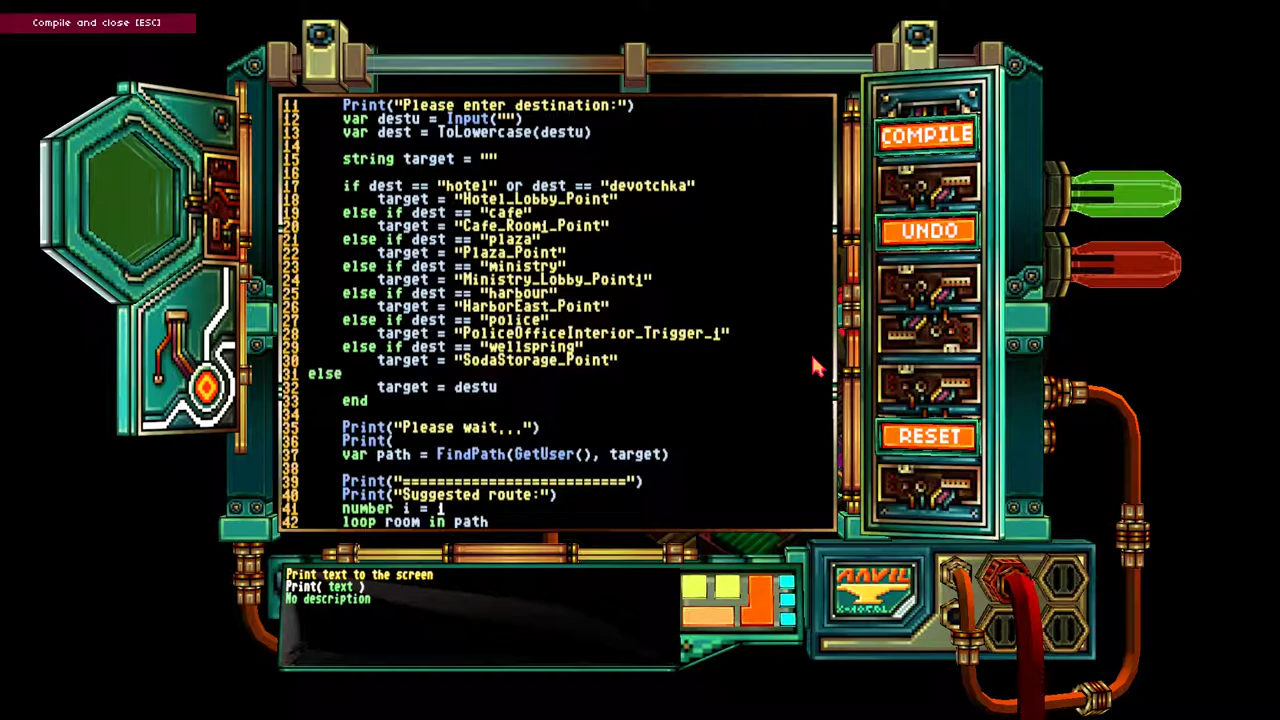 Compile and close [ESC]
11 Print("Please enter destination:")
12 var destu = Input("")
13 var dest = ToLowercase(destu)
14
15 string target = ""
16
17 if dest == "hotel" or dest == "devotchka"
18 target = "Hotel_Lobby_Point"
19 else if dest == "cafe"
20 target = "Cafe_Room1_Point"
21 else if dest == "plaza"
22 target = "Plaza_Point"
23 else if dest == "ministry"
24 target = "Ministry_Lobby_Point1"
25 else if dest == "harbour"
26 target = "HarborEast_Point"
27 else if dest == "police"
28 target = "PoliceOfficeInterior_Trigger_1"
29 else if dest == "wellspring"
30 target = "SodaStorage_Point"
31 else
32 target = destu
33 end
34
35 Print("Please wait...")
36 Print(
37 var path = FindPath(GetUser(), target)
38
39 Print("==========================")
40 Print("Suggested route:")
41 number i = 1
42 loop room in path
COMPILE
UNDO
RESET
Print text to the screen
Print( text )
No description
ANVIL